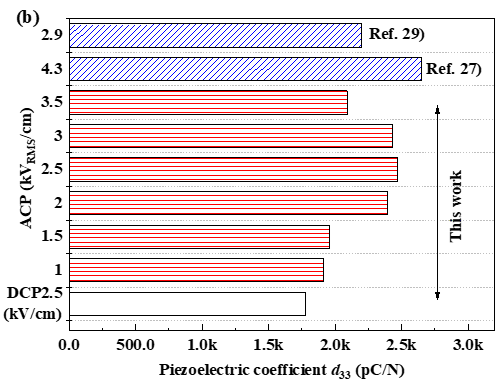 (b)
2.9
Ref. 29)
4.3
Ref. 27)
3.5
3
2.5
2
1.5
1
DCP2.5
(kV/cm)
ACP (kVRMS/cm)
This work
0.0 500.0 1.0k 1.5k 2.0k 2.5k 3.0k
Piezoelectric coefficient d33 (pC/N)